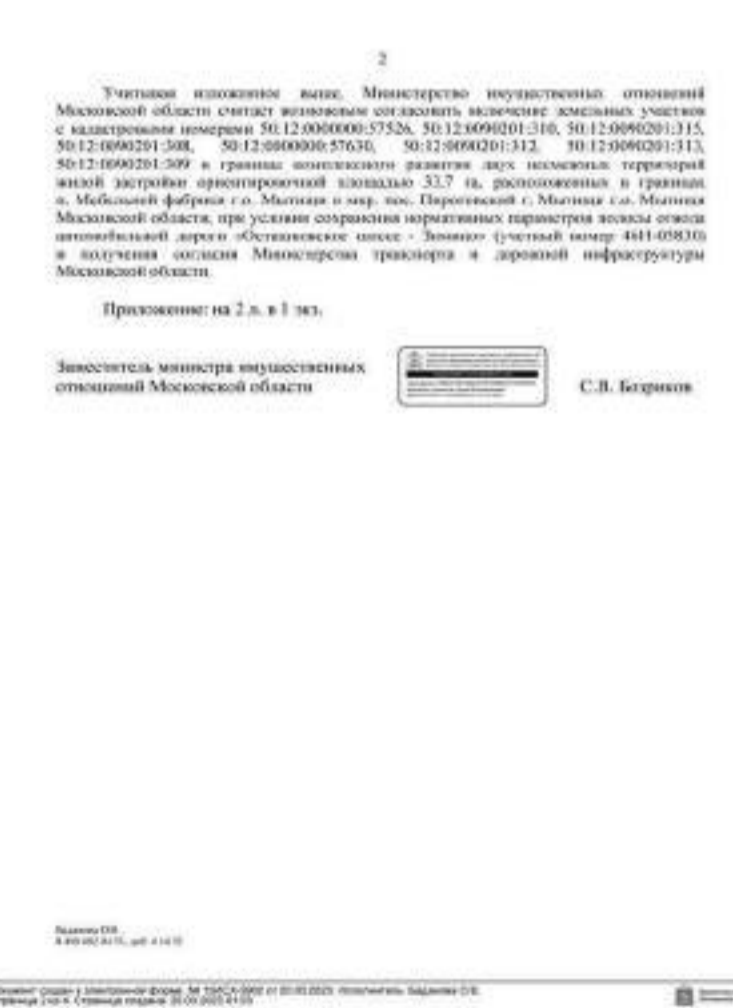 2
Учитывая изложенное выше, Министерство имущественных отношений
Московской области считает возможным согласовать включение земельных участков
с кадастровыми номерами 50:12:0000000:57526, 50:12:0090201:310, 50:12:0090201:315,
50:12:0090201:308, 50:12:0000000:57630, 50:12:0090201:312, 50:12:0090201:313,
50:12:0090201:309 в границы комплексного развития двух несмежных территорий
жилой застройки ориентировочной площадью 33,7 га, расположенных в границах
п. Мебельной фабрики г.о. Мытищи и мкр. пос. Пироговский г. Мытищи г.о. Мытищи
Московской области, при условии сохранения нормативных параметров полосы отвода
автомобильной дороги «Осташковское шоссе - Зимино» (учетный номер
и получения согласия Министерства транспорта и дорожной инфраструктуры
Московской области.
Приложение: на 2 л. в 1 экз.
Заместитель министра имущественных
отношений Московской области
С.В.